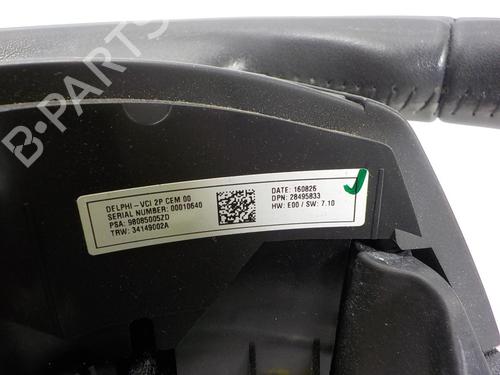 DELPHI - VCI 2P CEM 00
SERIAL NUMBER: 00010640
PSA: 98085005ZD
TRW: 34149002A
DATE: 160826
DPN: 28495833
HW: E00 / SW: 7.10
B-PARTS